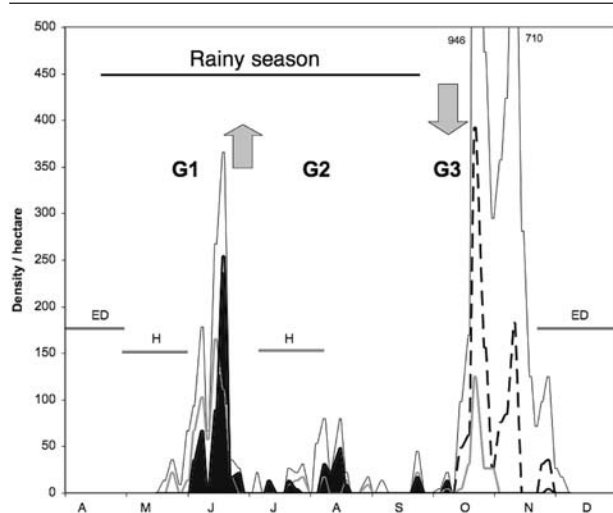 500
946
710
450
Rainy season
400
350
G1
G2
G3
300
Density / hectare
250
200
ED
ED
150
H
H
100
50
0
A M J J A S O N D